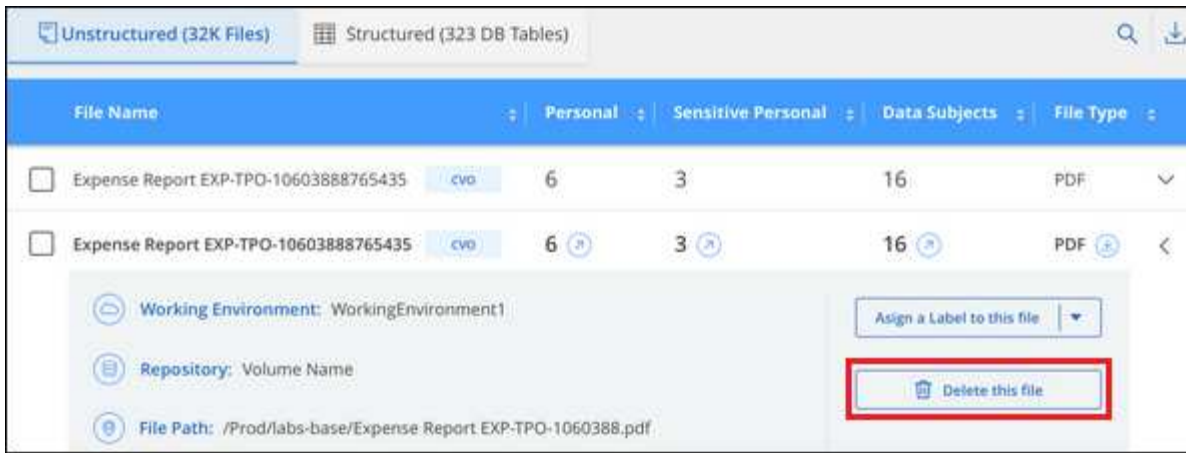 Unstructured (32K Files) Structured (323 DB Tables)
File Name Personal Sensitive Personal Data Subjects File Type
Expense Report EXP-TPO-10603888765435 CVO 6 3 16 PDF
Expense Report EXP-TPO-10603888765435 CVO 6 3 16 PDF
Working Environment: WorkingEnvironment1
Asign a Label to this file
Repository: Volume Name
Delete this file
File Path: /Prod/labs-base/Expense Report EXP-TPO-1060388.pdf